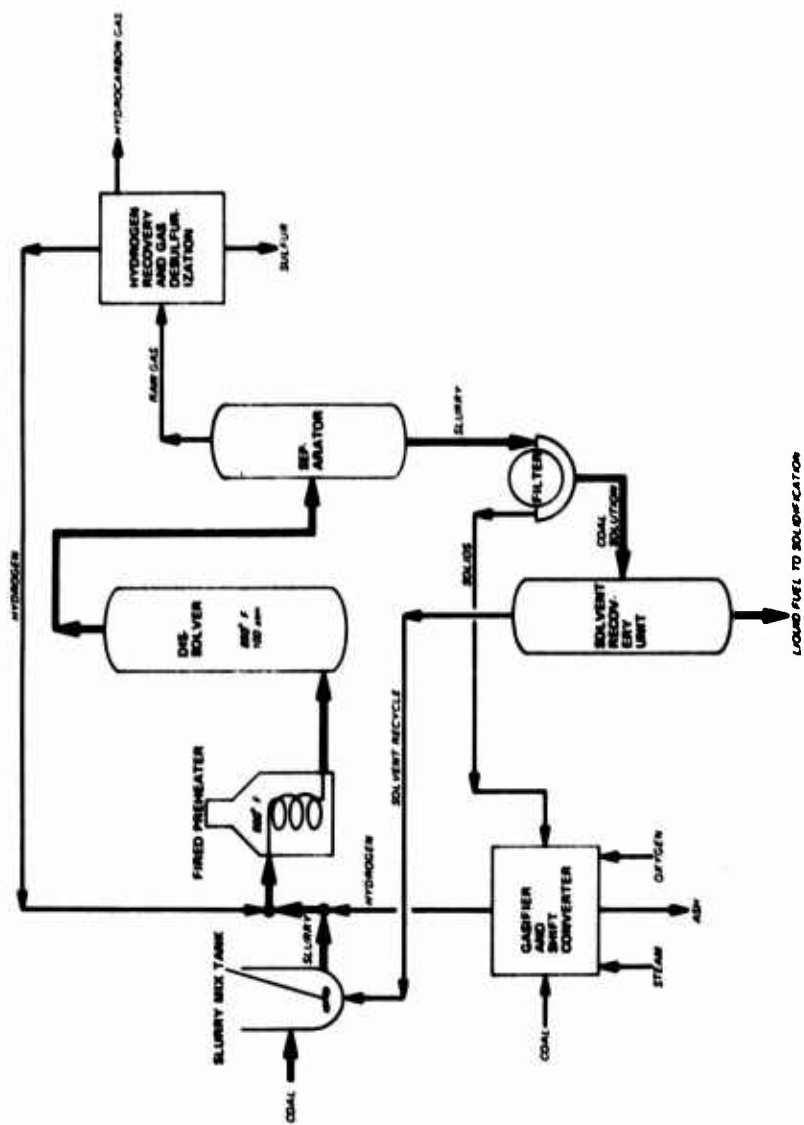 HYDROCARBON GAS
HYDROGEN
RECOVERY
AND GAS
DESULFUR-
IZATION
SULFUR
RAW GAS
HYDROGEN
SEP-
ARATOR
SLURRY
FILTER
SOLIDS
COAL
SOLUTION
DIS-
SOLVER
FIRED PREHEATER
SOLVENT
RECOV-
ERY
UNIT
LIQUID FUEL TO SOLIDIFICATION
SOLVENT RECYCLE
HYDROGEN
SLURRY
SLURRY MIX TANK
COAL
GASIFIER
AND
SHIFT
CONVERTER
OXYGEN
ASH
STEAM
COAL